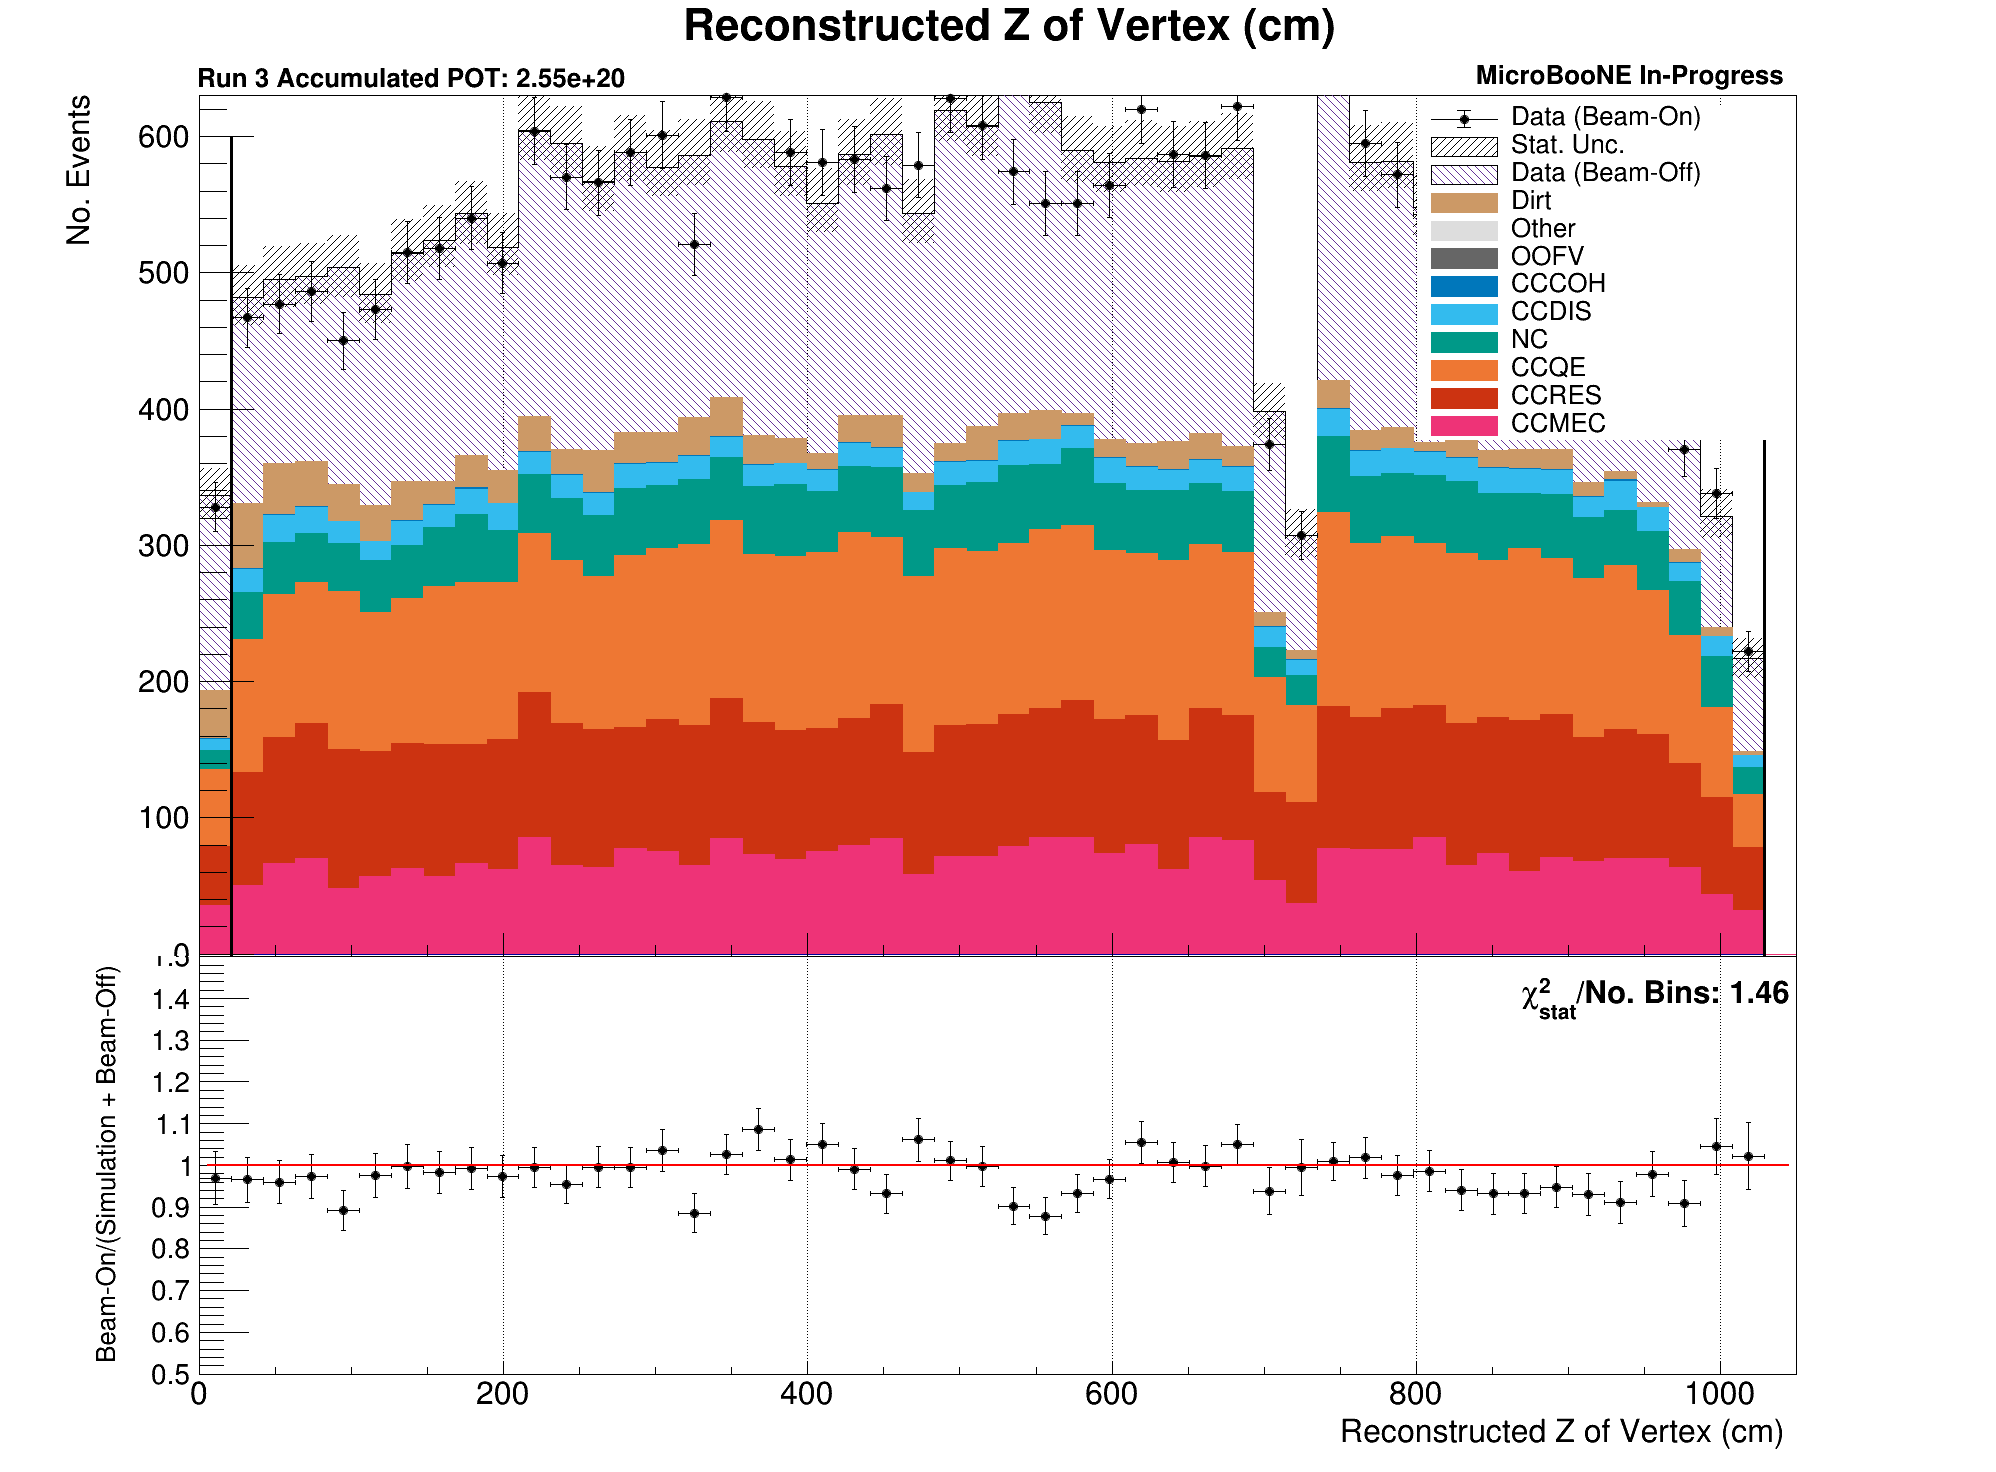 Reconstructed Z of Vertex (cm)
Run 3 Accumulated POT: 2.55e+20
MicroBooNE In-Progress
No. Events
600
500
400
300
200
100
0
Data (Beam-On)
Stat. Unc.
Data (Beam-Off)
Dirt
Other
OOFV
CCCOH
CCDIS
NC
CCQE
CCRES
CCMEC
Beam-On/(Simulation + Beam-Off)
1.5
1.4
1.3
1.2
1.1
1
0.9
0.8
0.7
0.6
0.5
χ²stat/No. Bins: 1.46
0 200 400 600 800 1000
Reconstructed Z of Vertex (cm)